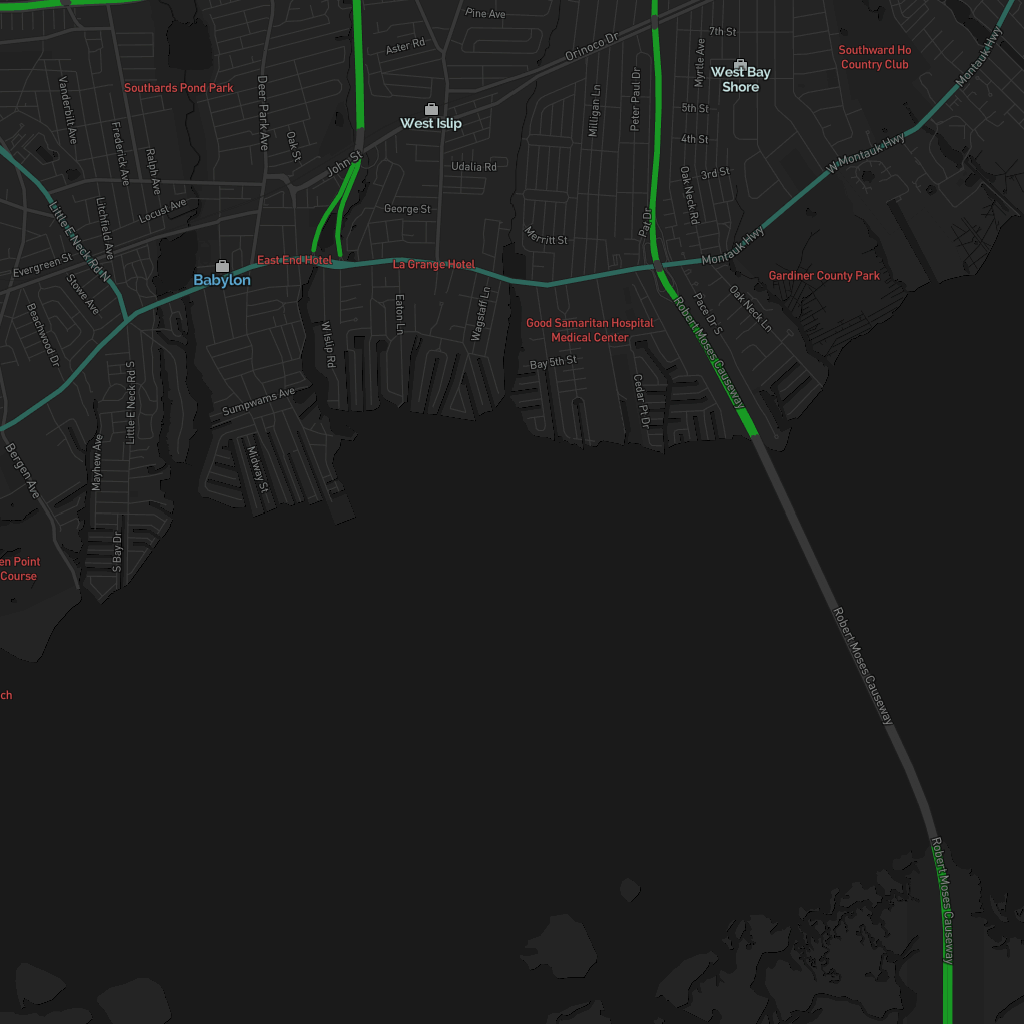 Pine Ave
Aster Rd
Orinoco Dr
7th St
Myrtle Ave
Southward Ho
Country Club
Montauk Hwy
West Bay
Shore
Southards Pond Park
Vanderbilt Ave
Deer Park Ave
West Islip
Milligan Ln
Peter Paul Dr
5th St
4th St
Frederick Ave
Ralph Ave
Oak St
John St
Udalia Rd
Oak Neck Rd
3rd St
W Montauk Hwy
Little E Neck Rd N
Litchfield Ave
Locust Ave
George St
Merritt St
Pat Dr
Montauk Hwy
Evergreen St
Stowe Ave
Babylon
East End Hotel
La Grange Hotel
Gardiner County Park
Beachwood Dr
W Islip Rd
Eaton Ln
Wagstaff Ln
Good Samaritan Hospital
Medical Center
Pace Dr S
Oak Neck Ln
Robert Moses Causeway
Bay 5th St
Little E Neck Rd S
Sumpwams Ave
Cedar Pt Dr
Bergen Ave
Mayhew Ave
Midway St
S Bay Dr
en Point
Course
Robert Moses Causeway
ch
Robert Moses Causeway